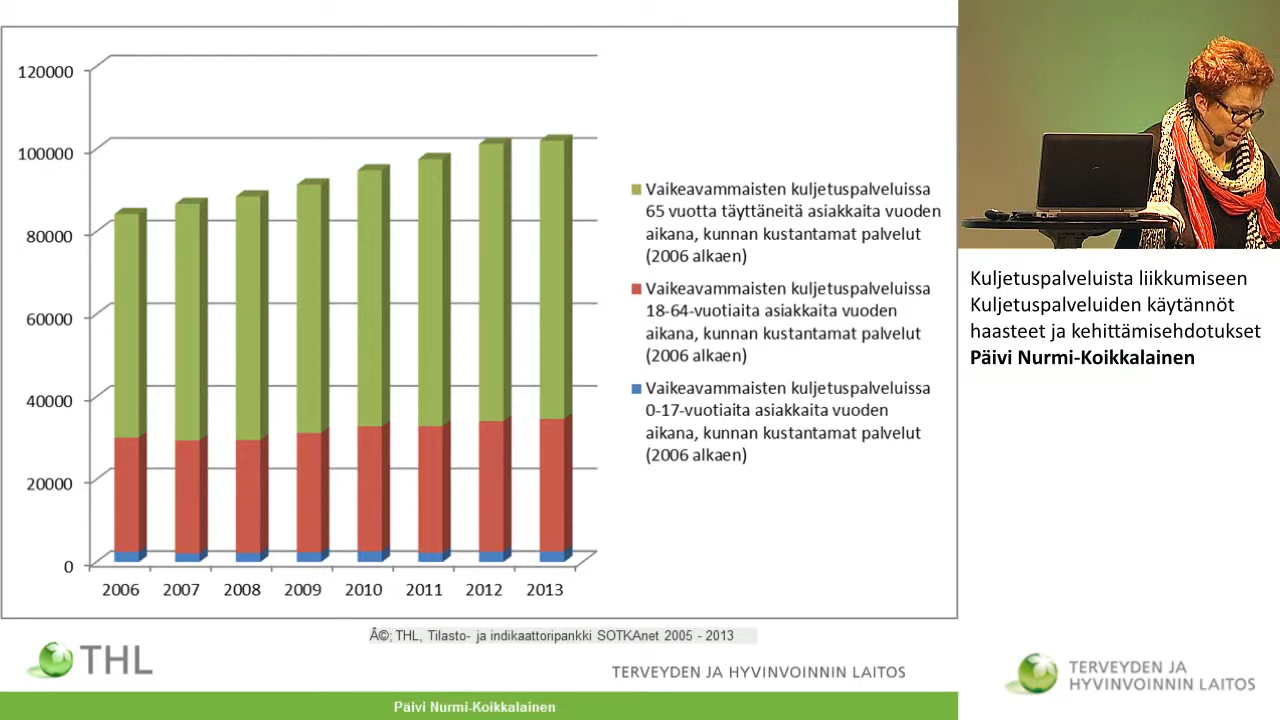 120000
100000
80000
60000
40000
20000
0
2006 2007 2008 2009 2010 2011 2012 2013
Vaikeavammaisten kuljetuspalveluissa
65 vuotta täyttäneitä asiakkaita vuoden
aikana, kunnan kustantamat palvelut
(2006 alkaen)
Vaikeavammaisten kuljetuspalveluissa
18-64-vuotiaita asiakkaita vuoden
aikana, kunnan kustantamat palvelut
(2006 alkaen)
Vaikeavammaisten kuljetuspalveluissa
0-17-vuotiaita asiakkaita vuoden
aikana, kunnan kustantamat palvelut
(2006 alkaen)
Â©; THL, Tilasto- ja indikaattoripankki SOTKAnet 2005 - 2013
THL
TERVEYDEN JA HYVINVOINNIN LAITOS
Päivi Nurmi-Koikkalainen
Kuljetuspalveluista liikkumiseen
Kuljetuspalveluiden käytännöt
haasteet ja kehittämisehdotukset
Päivi Nurmi-Koikkalainen
TERVEYDEN JA
HYVINVOINNIN LAITOS